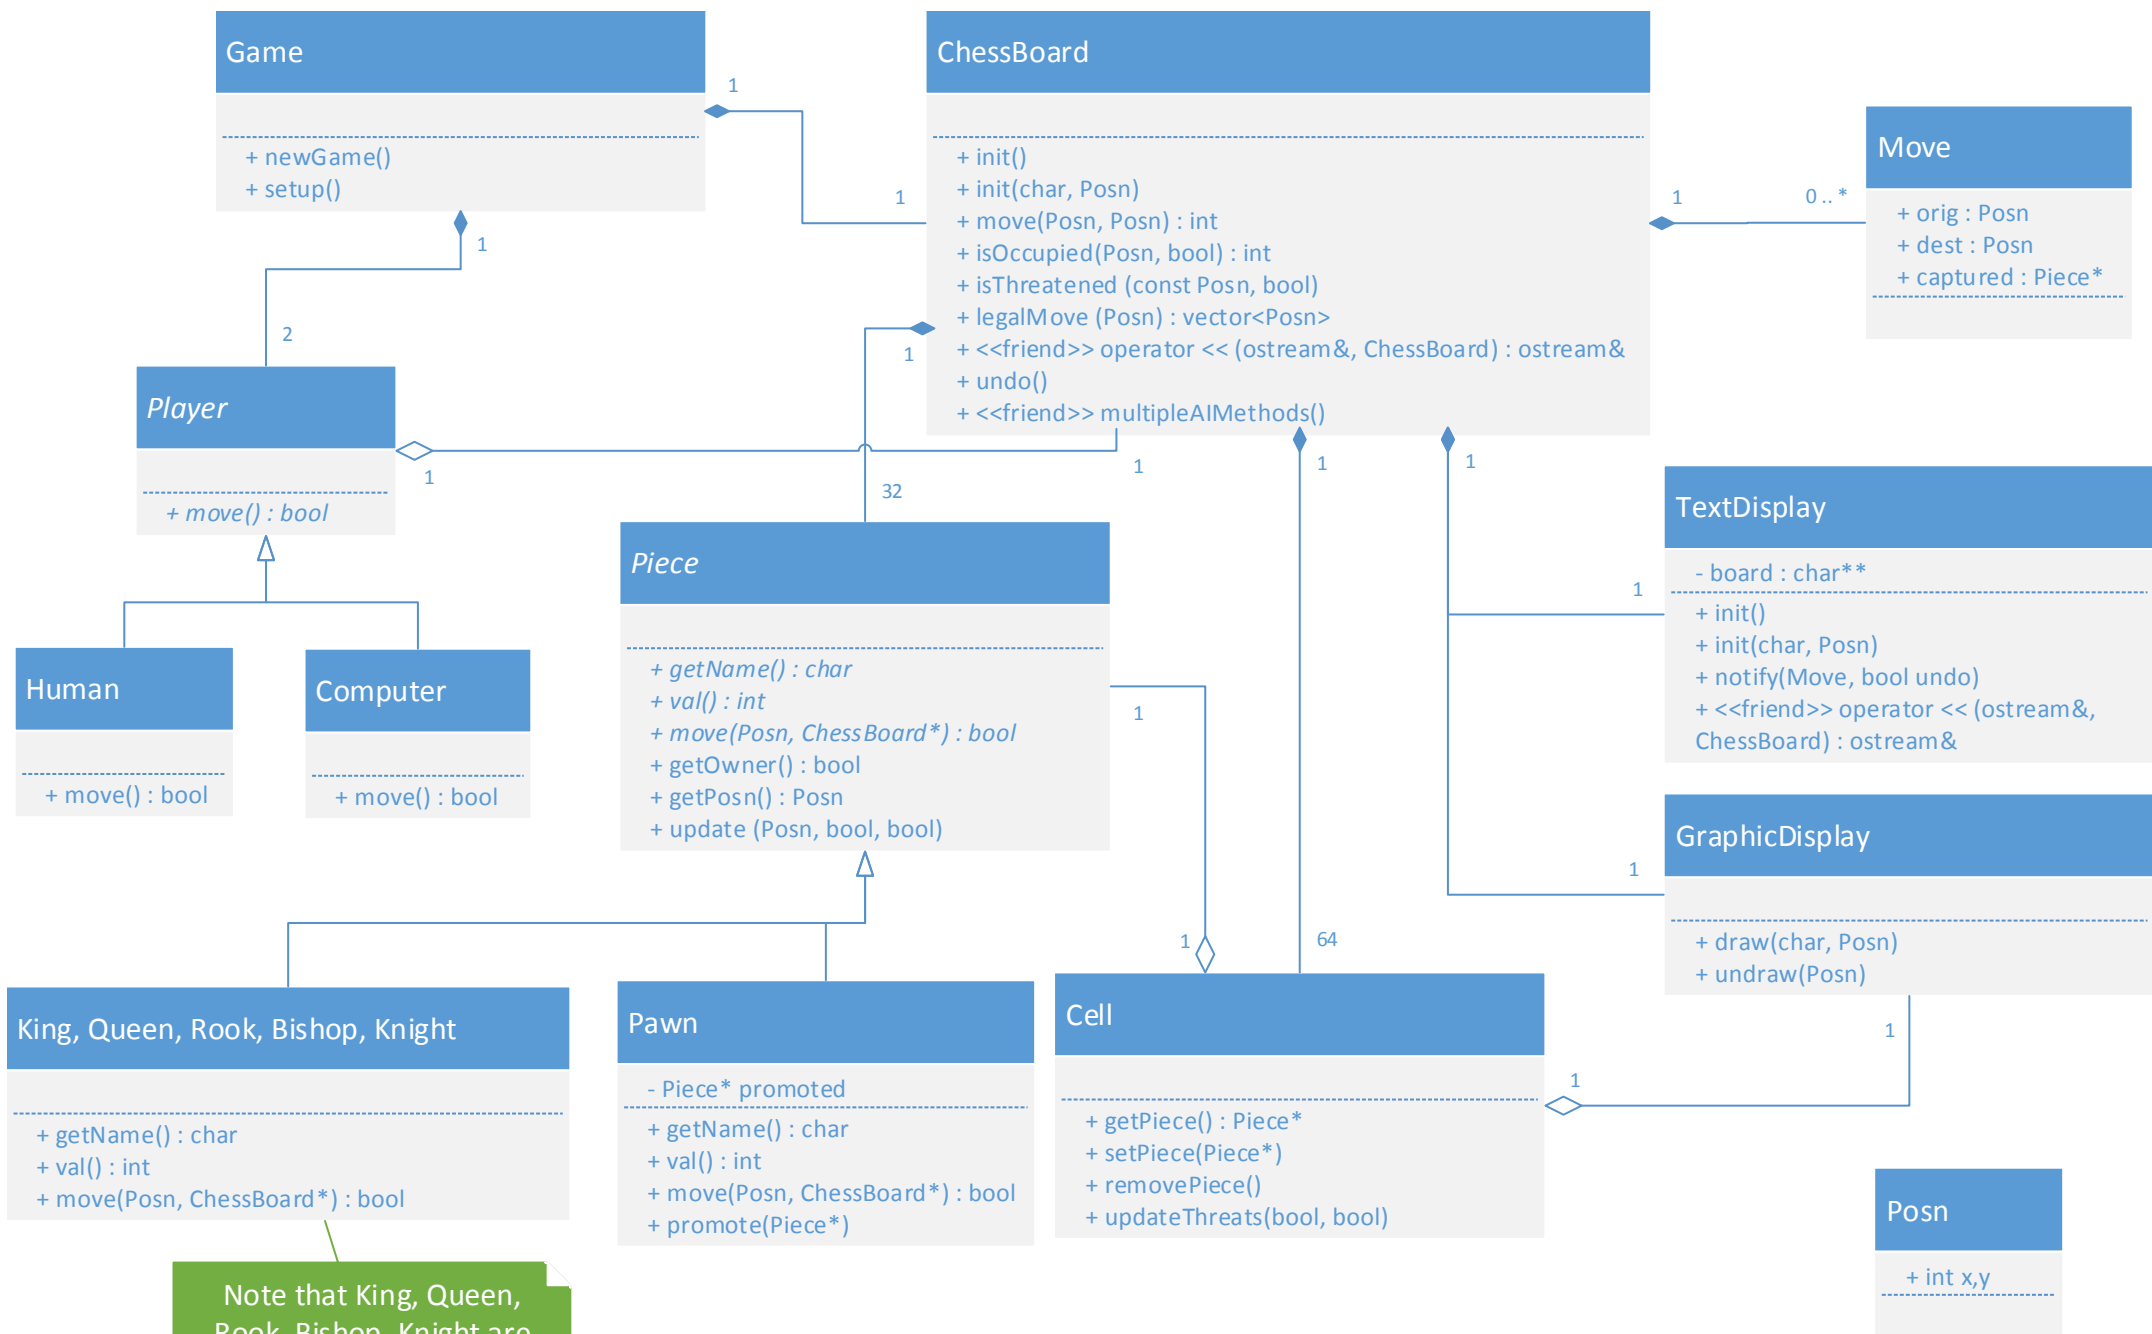 Game
+ newGame()
+ setup()
1
1
1
2
ChessBoard
+ init()
+ init(char, Posn)
+ move(Posn, Posn) : int
+ isOccupied(Posn, bool) : int
+ isThreatened (const Posn, bool)
+ legalMove (Posn) : vector<Posn>
+ <<friend>> operator << (ostream&, ChessBoard) : ostream&
+ undo()
+ <<friend>> multipleAIMethods()
1
0 .. *
Move
+ orig : Posn
+ dest : Posn
+ captured : Piece*
1
32
Player
+ move() : bool
1
1
1
1
Human
+ move() : bool
Computer
+ move() : bool
Piece
+ getName() : char
+ val() : int
+ move(Posn, ChessBoard*) : bool
+ getOwner() : bool
+ getPosn() : Posn
+ update (Posn, bool, bool)
1
1
64
TextDisplay
- board : char**
+ init()
+ init(char, Posn)
+ notify(Move, bool undo)
+ <<friend>> operator << (ostream&,
ChessBoard) : ostream&
1
GraphicDisplay
+ draw(char, Posn)
+ undraw(Posn)
1
1
1
King, Queen, Rook, Bishop, Knight
+ getName() : char
+ val() : int
+ move(Posn, ChessBoard*) : bool
Pawn
- Piece* promoted
+ getName() : char
+ val() : int
+ move(Posn, ChessBoard*) : bool
+ promote(Piece*)
Cell
+ getPiece() : Piece*
+ setPiece(Piece*)
+ removePiece()
+ updateThreats(bool, bool)
Posn
+ int x,y
Note that King, Queen,
Rook, Bishop, Knight are